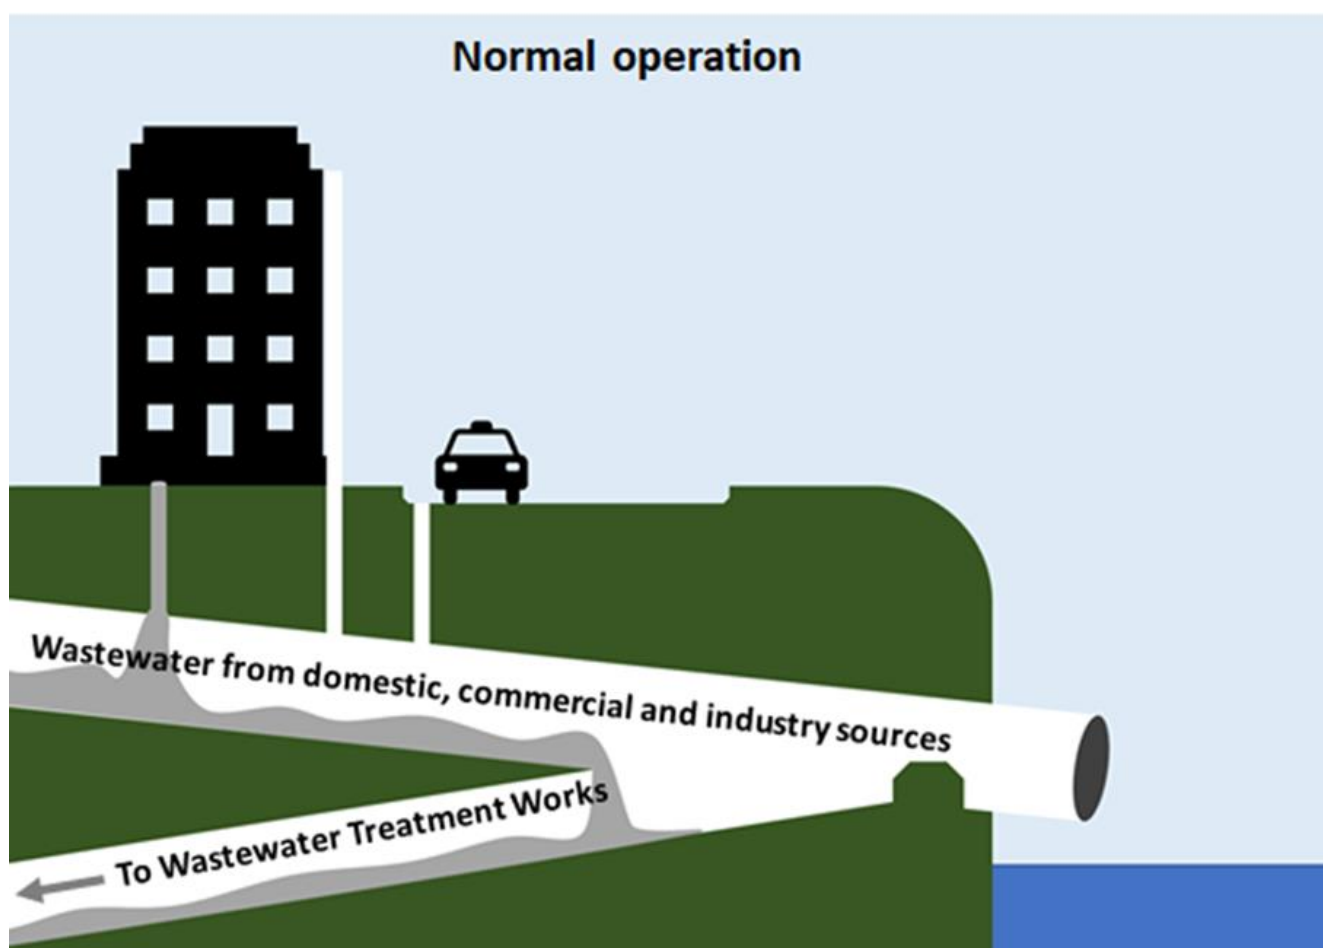 Normal operation
Wastewater from domestic, commercial and industry sources
To Wastewater Treatment Works